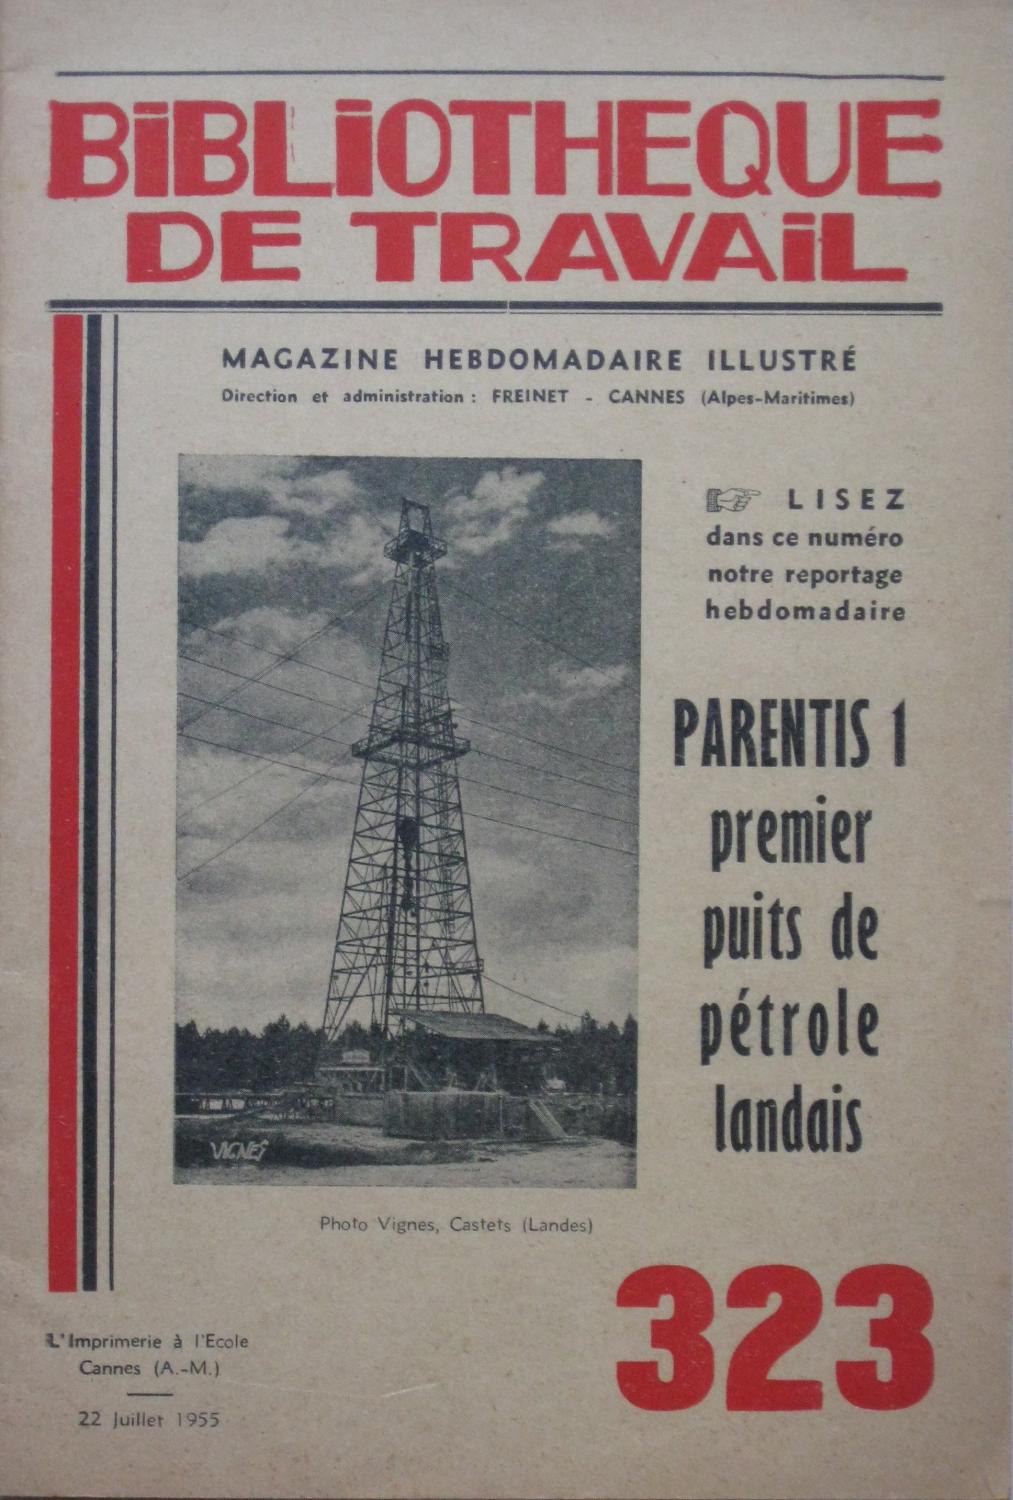 BiBLiOTHEQUE
DE TRAVAiL
MAGAZINE HEBDOMADAIRE ILLUSTRÉ
Direction et administration : FREINET - CANNES (Alpes-Maritimes)
LISEZ
dans ce numéro
notre reportage
hebdomadaire
PARENTIS 1
premier
puits de
pétrole
landais
VIGNES
Photo Vignes, Castets (Landes)
323
L'Imprimerie à l'Ecole
Cannes (A.-M.)
22 Juillet 1955